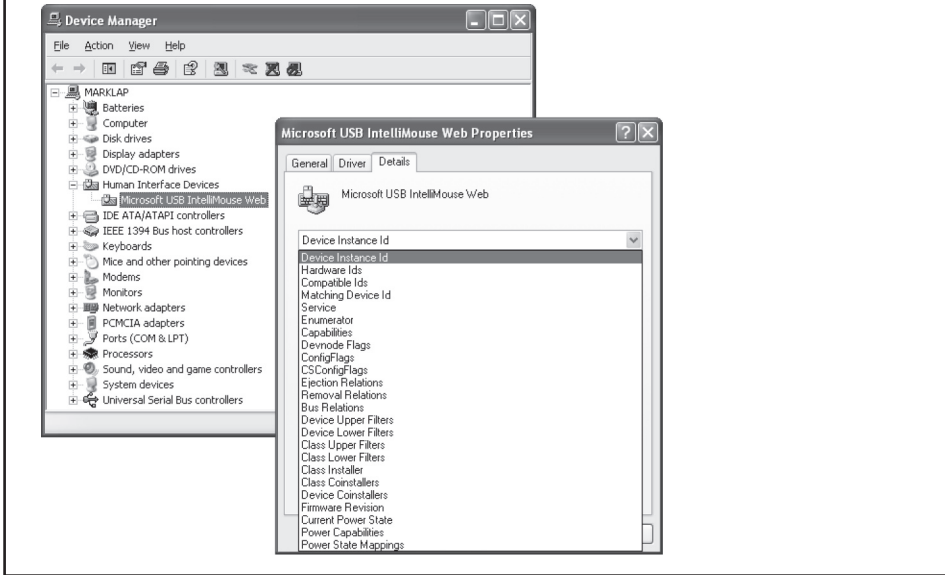 Device Manager
File Action View Help
MARKLAP
Batteries
Computer
Disk drives
Display adapters
DVD/CD-ROM drives
Human Interface Devices
Microsoft USB IntelliMouse Web
IDE ATA/ATAPI controllers
IEEE 1394 Bus host controllers
Keyboards
Mice and other pointing devices
Modems
Monitors
Network adapters
PCMCIA adapters
Ports (COM & LPT)
Processors
Sound, video and game controllers
System devices
Universal Serial Bus controllers
Microsoft USB IntelliMouse Web Properties
General Driver Details
Microsoft USB IntelliMouse Web
Device Instance Id
Device Instance Id
Hardware Ids
Compatible Ids
Matching Device Id
Service
Enumerator
Capabilities
Devnode Flags
ConfigFlags
CSConfigFlags
Ejection Relations
Removal Relations
Bus Relations
Device Upper Filters
Device Lower Filters
Class Upper Filters
Class Lower Filters
Class Installer
Class Coinstallers
Device Coinstallers
Firmware Revision
Current Power State
Power Capabilities
Power State Mappings